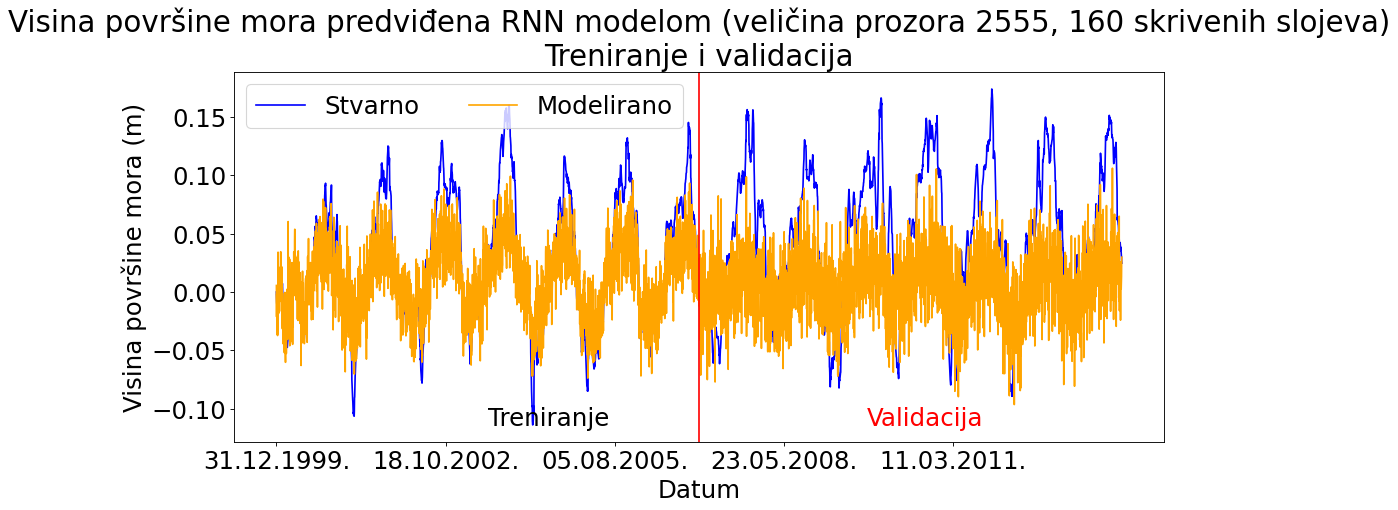 Visina površine mora predviđena RNN modelom (veličina prozora 2555, 160 skrivenih slojeva)
Treniranje i validacija
Stvarno
Modelirano
Visina površine mora (m)
0.15
0.10
0.05
0.00
−0.05
−0.10
Treniranje
Validacija
31.12.1999.
18.10.2002.
05.08.2005.
23.05.2008.
11.03.2011.
Datum